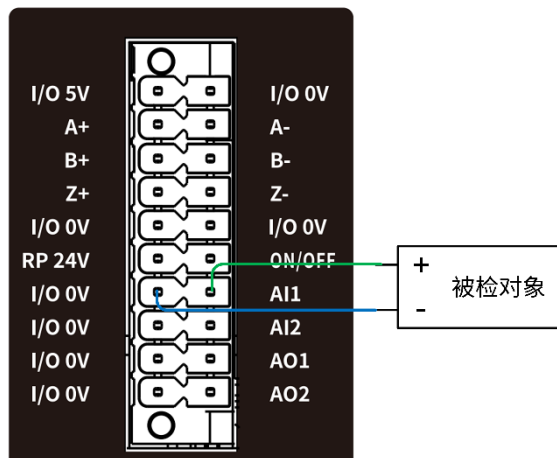 I/O 5V I/O 0V
A+ A-
B+ B-
Z+ Z-
I/O 0V I/O 0V
RP 24V ON/OFF
I/O 0V AI1
I/O 0V AI2
I/O 0V AO1
I/O 0V AO2
+
被检对象
-